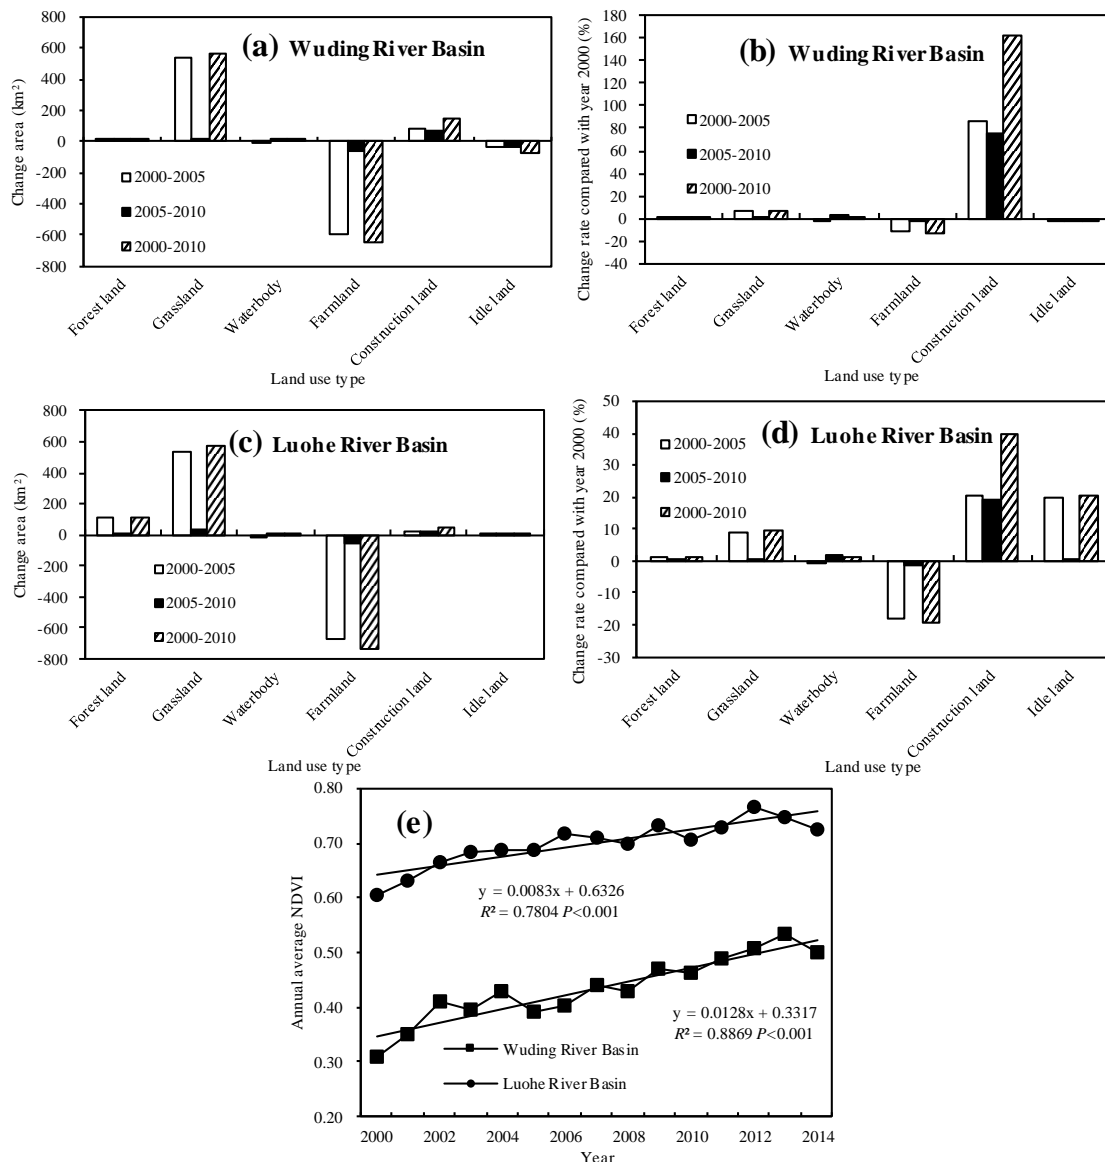 (a) Wuding River Basin
Change area (km²)
800
600
400
200
0
-200
-400
-600
-800
2000-2005
2005-2010
2000-2010
Forest land
Grassland
Waterbody
Farmland
Construction land
Idle land
Land use type
(b) Wuding River Basin
Change rate compared with year 2000 (%)
180
160
140
120
100
80
60
40
20
0
-20
-40
2000-2005
2005-2010
2000-2010
Forest land
Grassland
Waterbody
Farmland
Construction land
Idle land
Land use type
(c) Luohe River Basin
Change area (km²)
800
600
400
200
0
-200
-400
-600
-800
2000-2005
2005-2010
2000-2010
Forest land
Grassland
Waterbody
Farmland
Construction land
Idle land
Land use type
(d) Luohe River Basin
Change rate compared with year 2000 (%)
50
40
30
20
10
0
-10
-20
-30
2000-2005
2005-2010
2000-2010
Forest land
Grassland
Waterbody
Farmland
Construction land
Idle land
Land use type
(e)
Annual average NDVI
0.80
0.70
0.60
0.50
0.40
0.30
0.20
y = 0.0083x + 0.6326
R² = 0.7804 P<0.001
y = 0.0128x + 0.3317
R² = 0.8869 P<0.001
Wuding River Basin
Luohe River Basin
2000 2002 2004 2006 2008 2010 2012 2014
Year